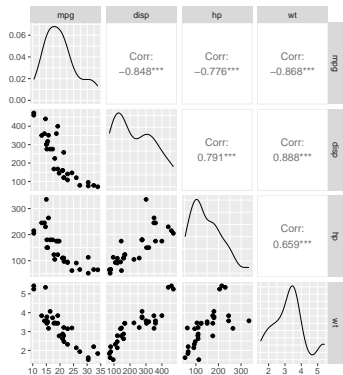 mpg disp hp wt
0.06
0.04
0.02
0.00
Corr:
−0.848***
Corr:
−0.776***
Corr:
−0.868***
mpg
400
300
200
100
Corr:
0.791***
Corr:
0.888***
disp
300
200
100
Corr:
0.659***
hp
5
4
3
2
wt
10 15 20 25 30 35 100 200 300 400 100 200 300 2 3 4 5